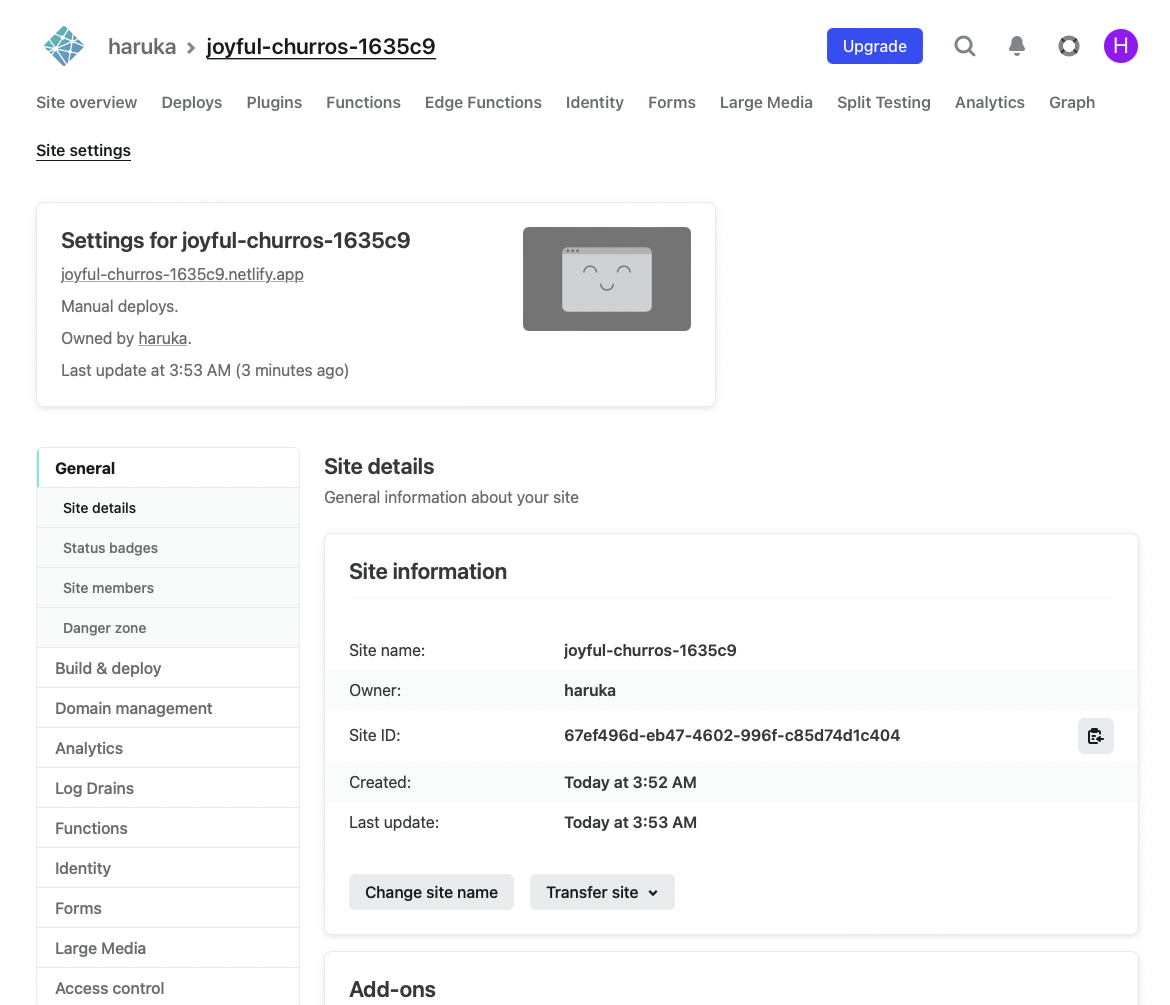 haruka > joyful-churros-1635c9
Upgrade
H
Site overview Deploys Plugins Functions Edge Functions Identity Forms Large Media Split Testing Analytics Graph
Site settings
Settings for joyful-churros-1635c9
joyful-churros-1635c9.netlify.app
Manual deploys.
Owned by haruka.
Last update at 3:53 AM (3 minutes ago)
General
Site details
Status badges
Site members
Danger zone
Build & deploy
Domain management
Analytics
Log Drains
Functions
Identity
Forms
Large Media
Access control
Site details
General information about your site
Site information
Site name: joyful-churros-1635c9
Owner: haruka
Site ID: 67ef496d-eb47-4602-996f-c85d74d1c404
Created: Today at 3:52 AM
Last update: Today at 3:53 AM
Change site name Transfer site
Add-ons